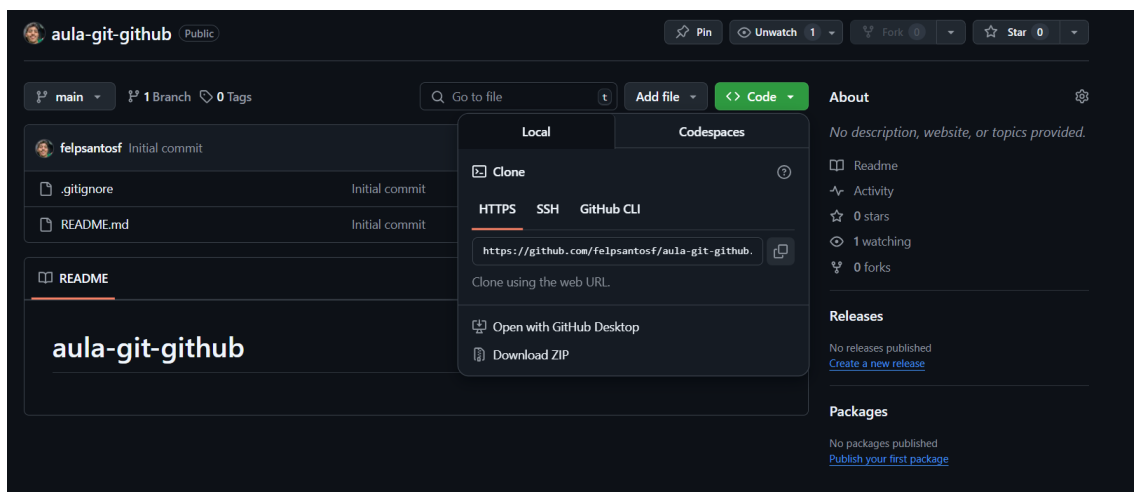 aula-git-github Public
Pin Unwatch 1 Fork 0 Star 0
main 1 Branch 0 Tags Go to file t Add file <> Code
felpsantosf Initial commit
.gitignore Initial commit
README.md Initial commit
README
aula-git-github
Local Codespaces
Clone
HTTPS SSH GitHub CLI
https://github.com/felpsantosf/aula-git-github.
Clone using the web URL.
Open with GitHub Desktop
Download ZIP
About
No description, website, or topics provided.
Readme
Activity
0 stars
1 watching
0 forks
Releases
No releases published
Create a new release
Packages
No packages published
Publish your first package